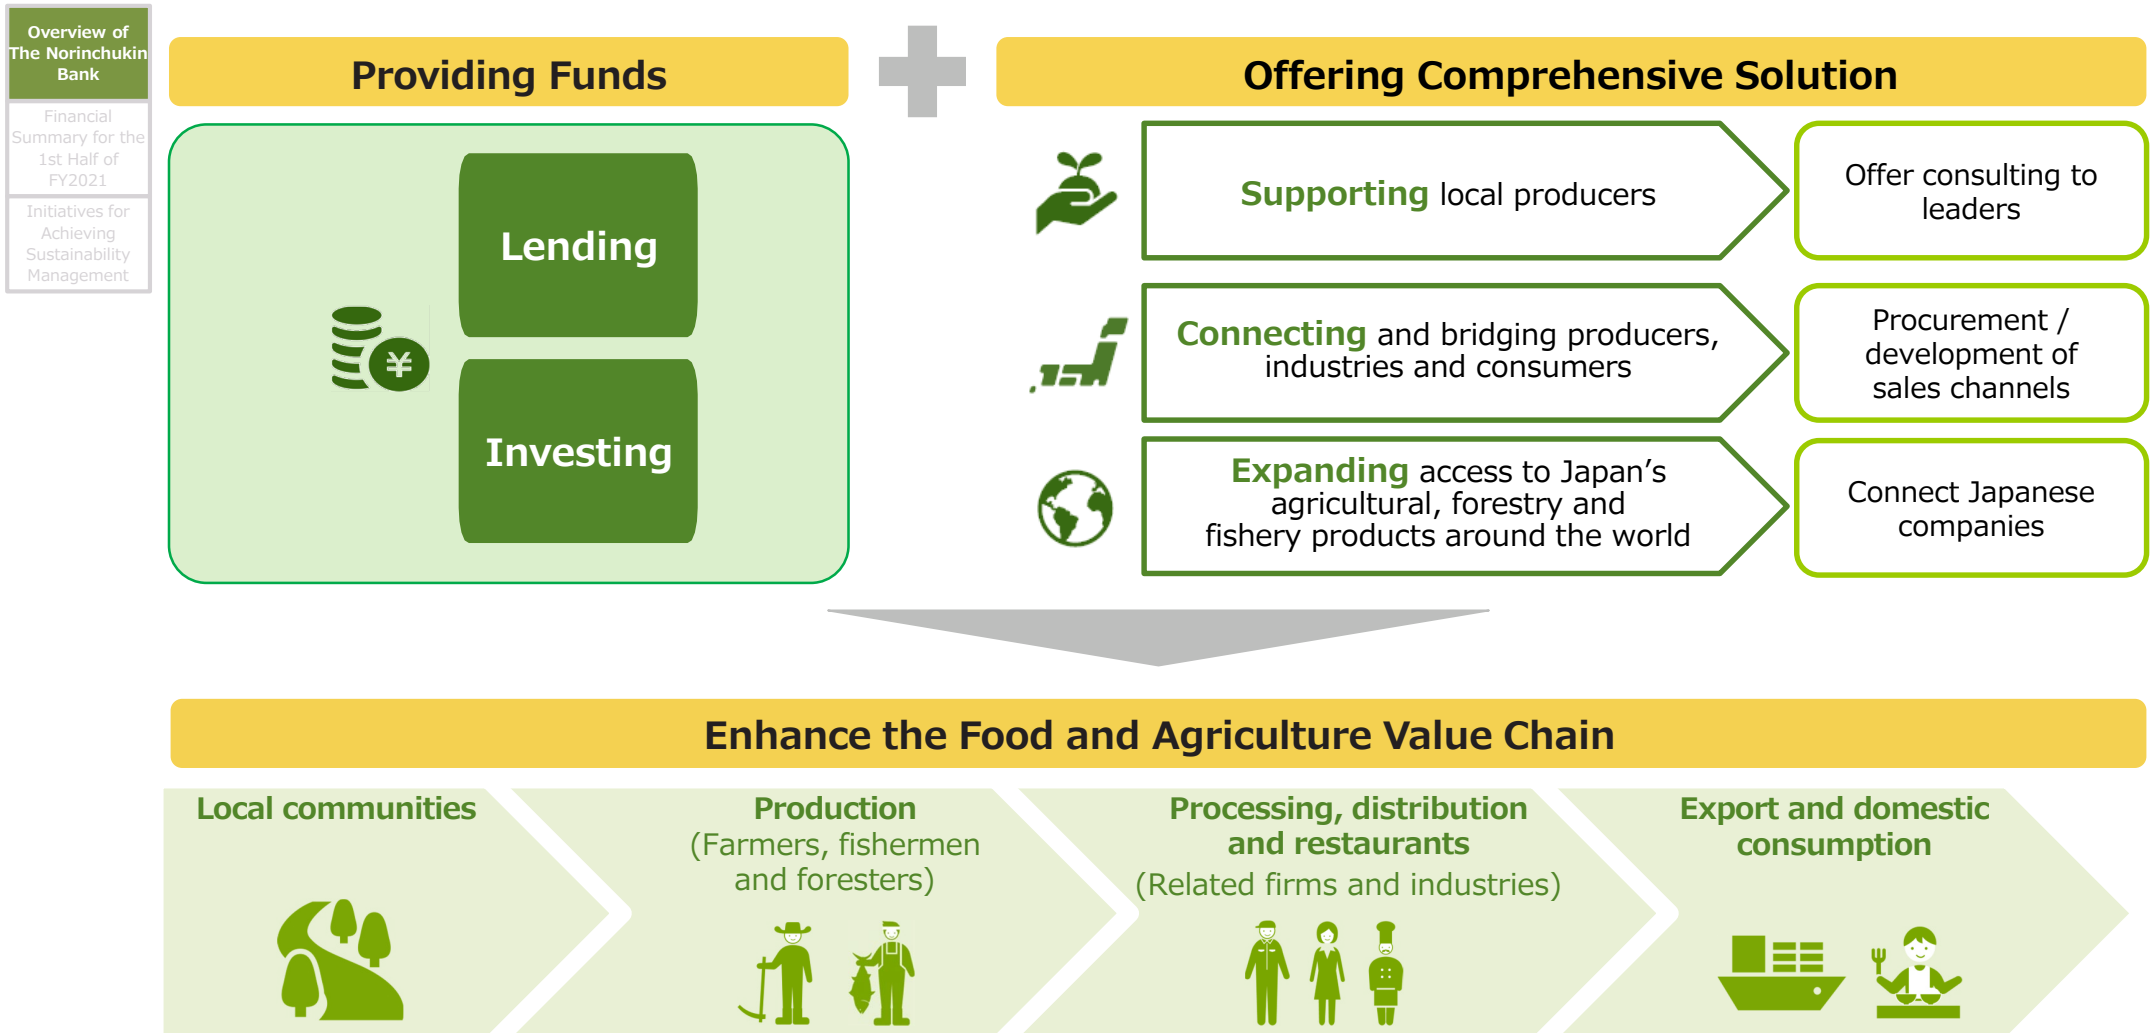 Overview of
The Norinchukin
Bank
Financial
Summary for the
1st Half of
FY2021
Initiatives for
Achieving
Sustainability
Management
Providing Funds
Lending
¥
Investing
Offering Comprehensive Solution
Supporting local producers
Offer consulting to
leaders
Connecting and bridging producers,
industries and consumers
Procurement /
development of
sales channels
Expanding access to Japan’s
agricultural, forestry and
fishery products around the world
Connect Japanese
companies
Enhance the Food and Agriculture Value Chain
Local communities
Production
(Farmers, fishermen
and foresters)
Processing, distribution
and restaurants
(Related firms and industries)
Export and domestic
consumption